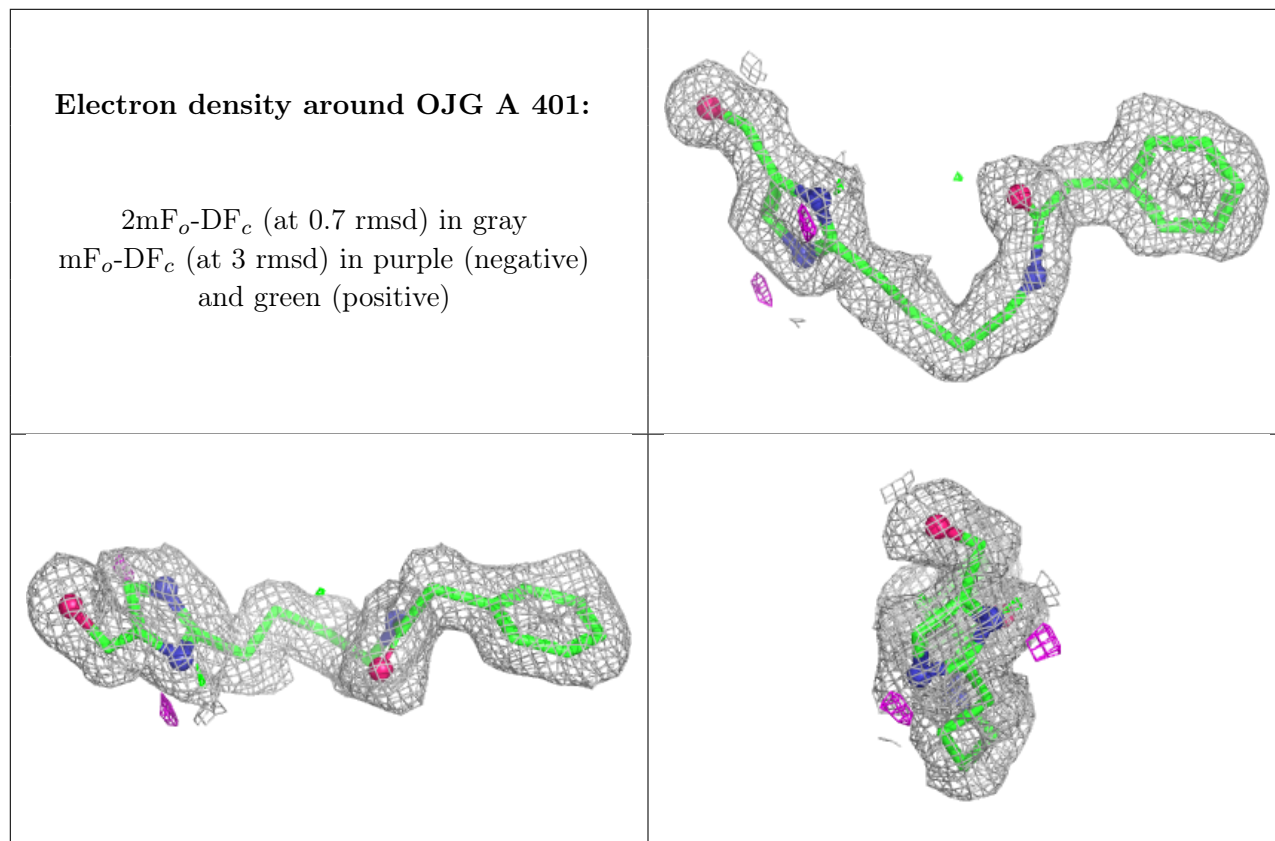 Electron density around OJG A 401:
2mFₒ-DF𝒸 (at 0.7 rmsd) in gray
mFₒ-DF𝒸 (at 3 rmsd) in purple (negative)
and green (positive)